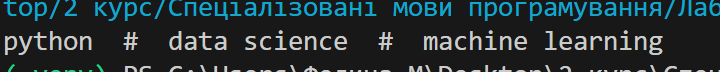 top/2 курс/Спеціалізовані мови програмування/Лаб
python # data science # machine learning